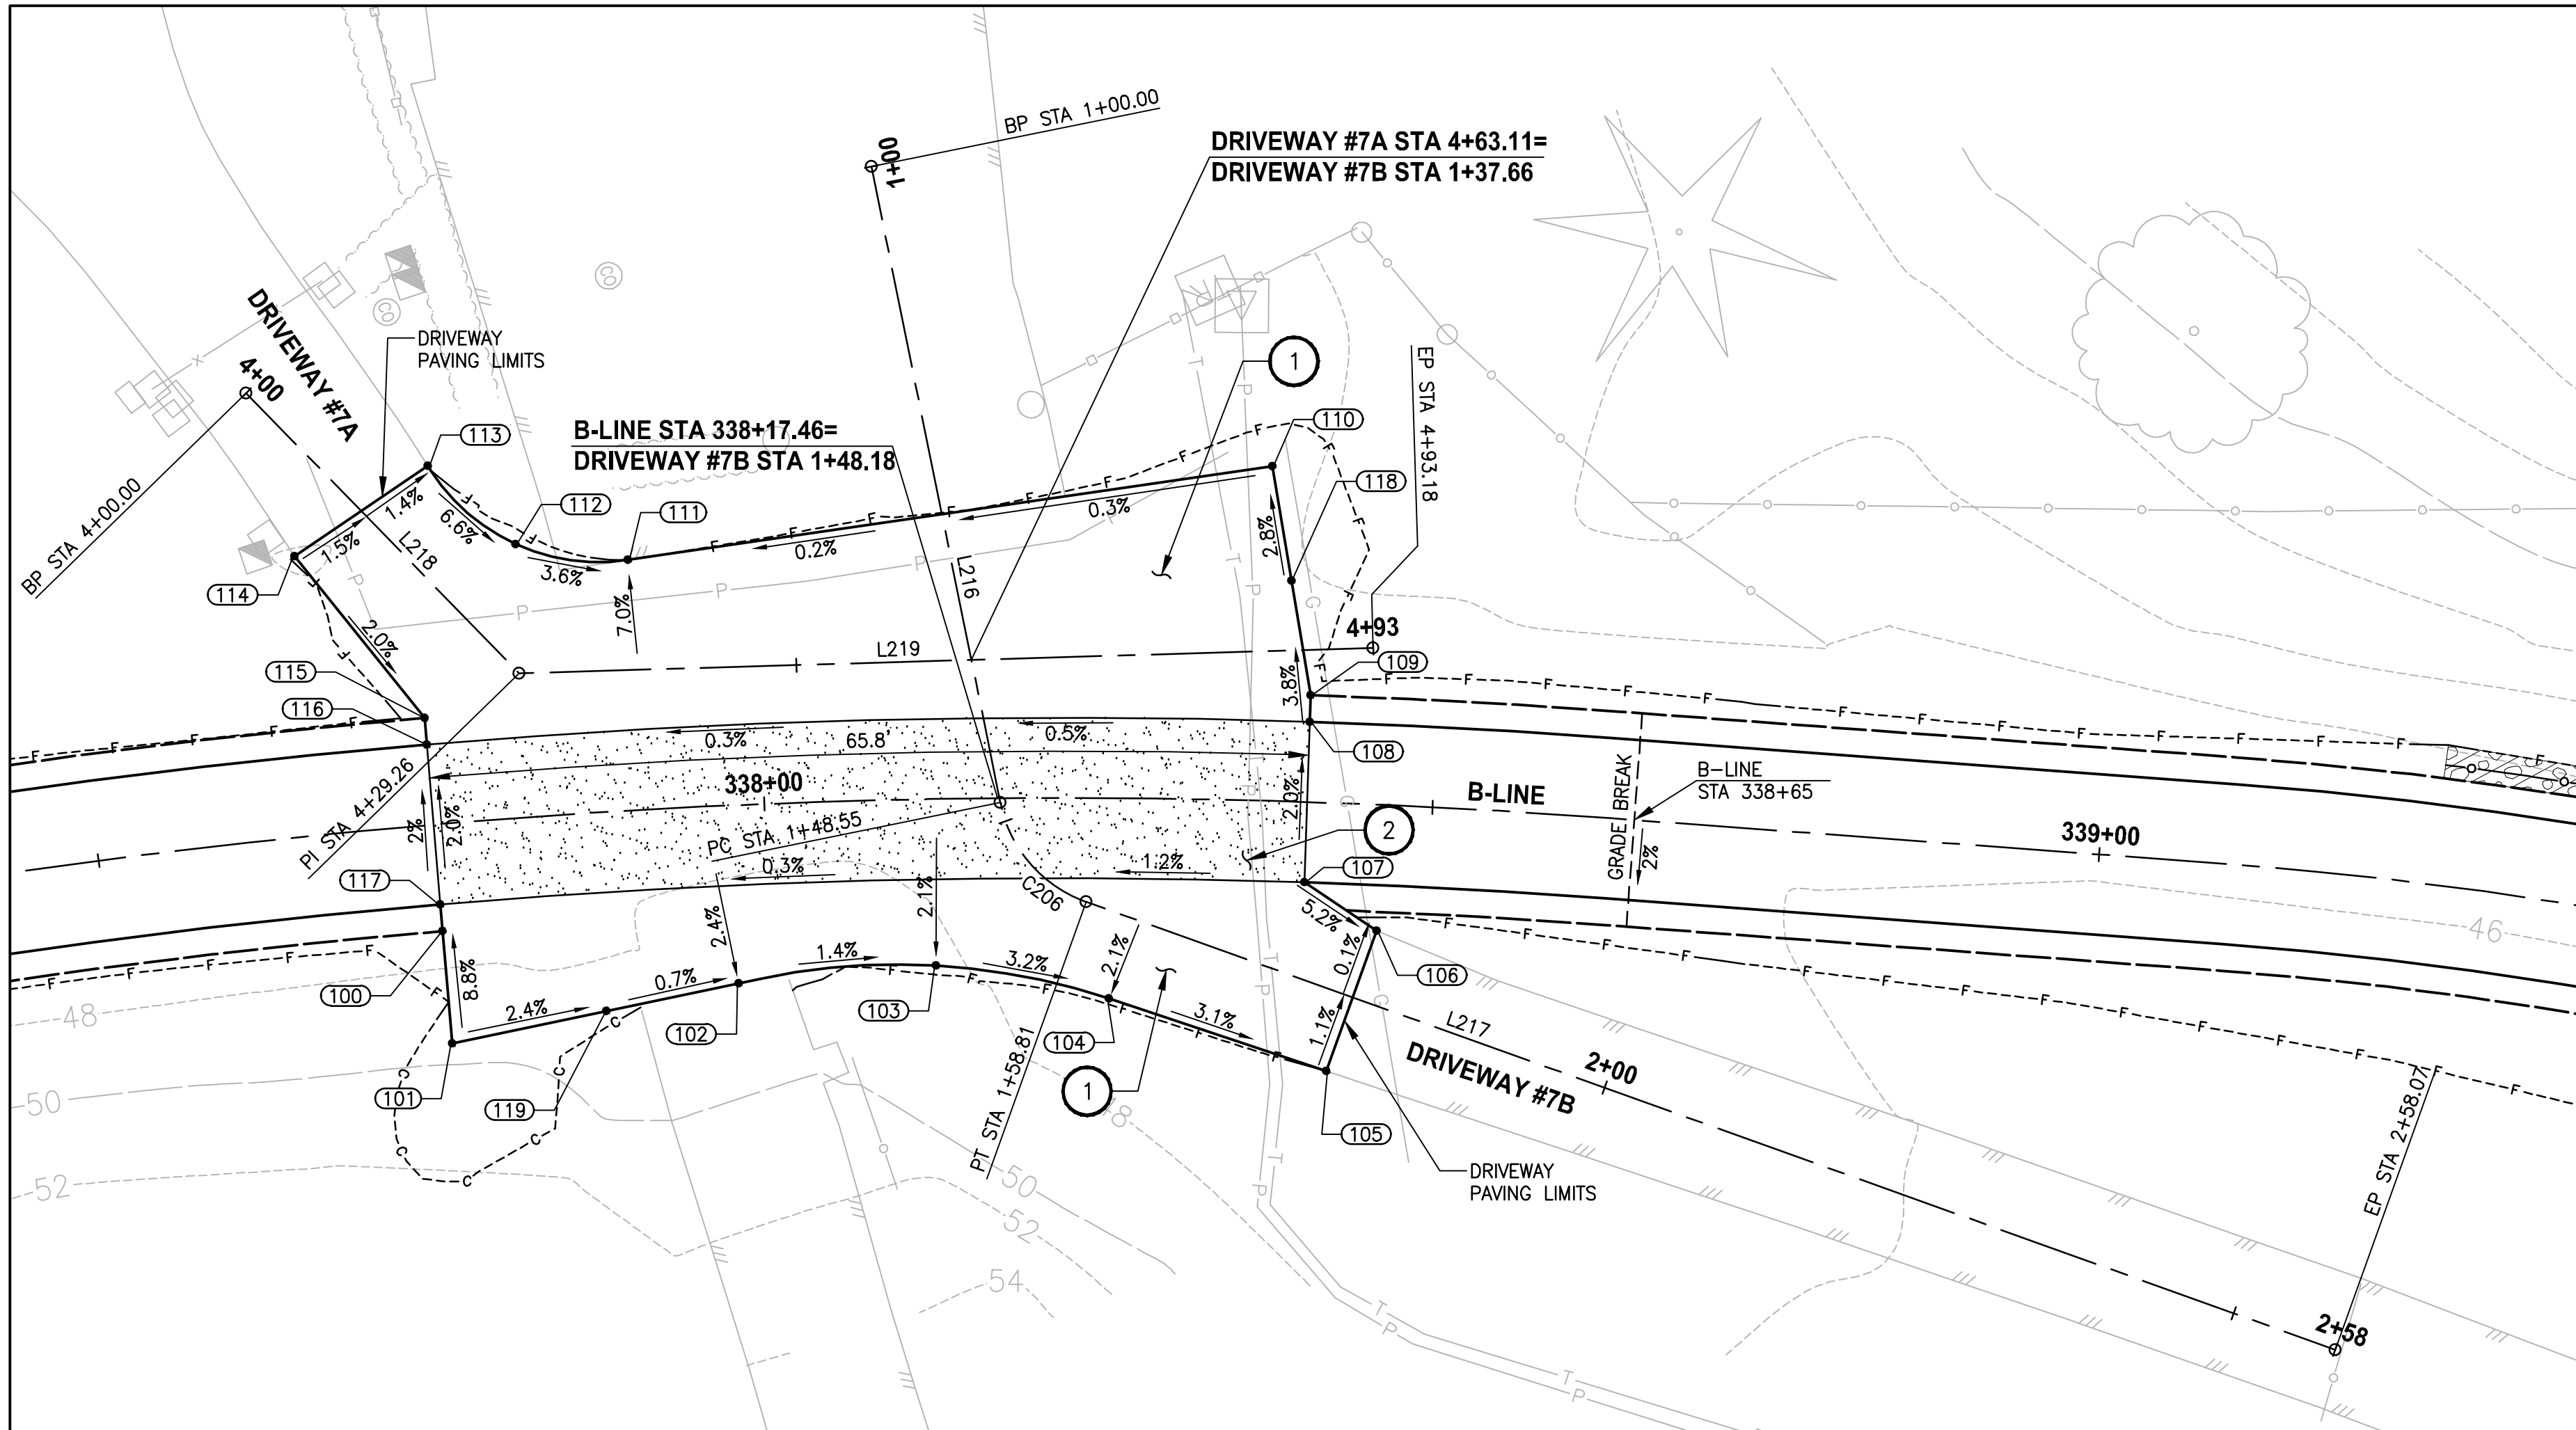 BP STA 1+00.00
1+00
DRIVEWAY #7A STA 4+63.11=
DRIVEWAY #7B STA 1+37.66
CO
CO
DRIVEWAY #7A
4+00
DRIVEWAY
PAVING LIMITS
BP STA 4+00.00
B-LINE STA 338+17.46=
DRIVEWAY #7B STA 1+48.18
EP STA 4+93.18
1
113
112
111
110
118
114
115
116
109
108
1.4%
1.5%
6.6%
3.6%
7.0%
0.2%
0.3%
2.8%
2.0%
3.8%
L218
L216
L219
4+93
0.3%
65.8'
0.5%
338+00
B-LINE
B-LINE
STA 338+65
GRADE BREAK
2%
339+00
PI STA 4+29.26
2%
2.0%
2.0%
PC STA 1+48.55
0.3%
1.2%
2
117
107
2.4%
2.1%
C206
5.2%
0.1%
46
100
8.8%
0.7%
1.4%
3.2%
2.1%
106
48
2.4%
103
102
104
3.1%
1.1%
L217
DRIVEWAY #7B
2+00
101
119
PT STA 1+58.81
1
48
105
50
52
DRIVEWAY
PAVING LIMITS
EP STA 2+58.07
50
52
54
2+58
F
C
P
T
G